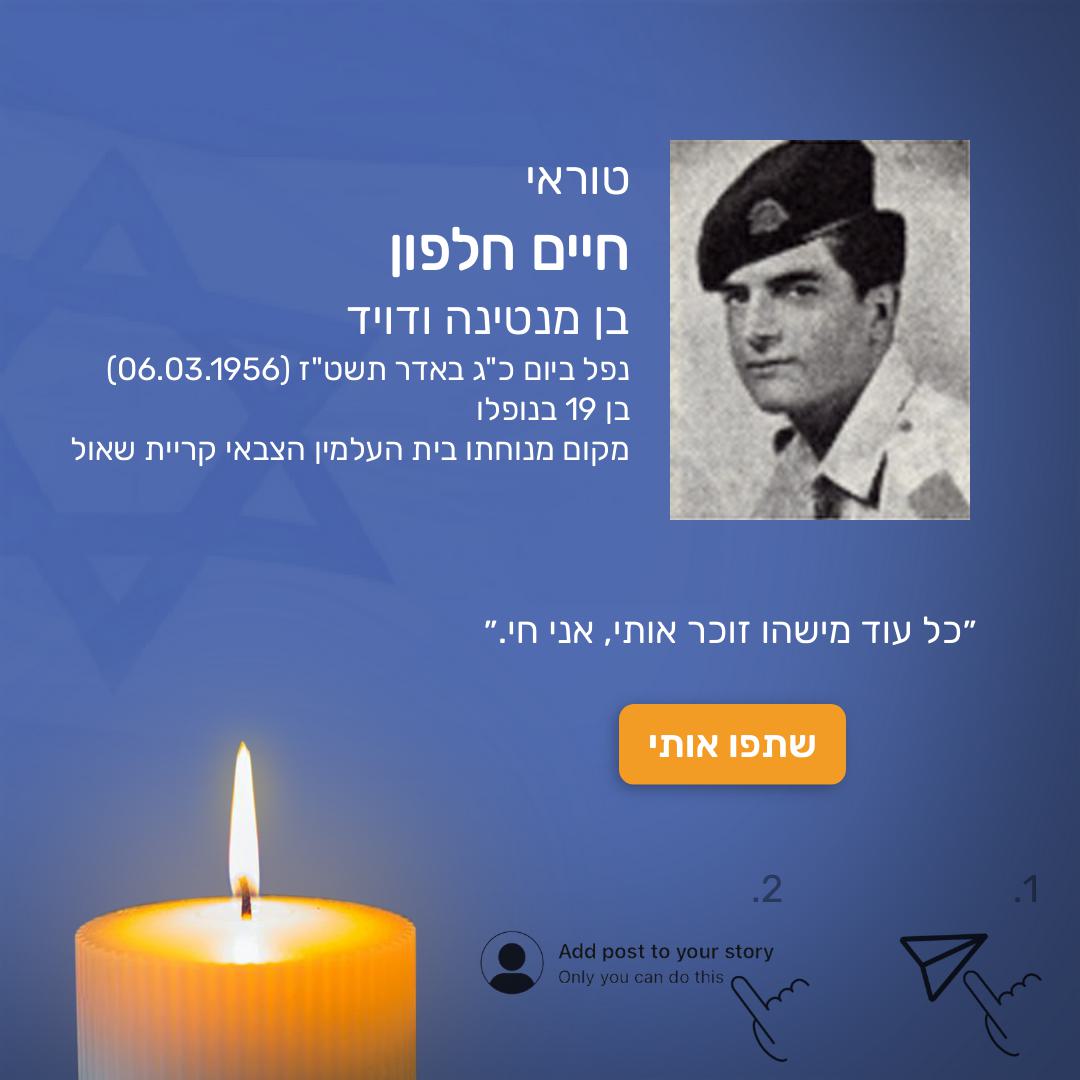 טוראי
חיים חלפון
בן מנטינה ודויד
נפל ביום כ"ג באדר תשט"ז (06.03.1956)
בן 19 בנופלו
מקום מנוחתו בית העלמין הצבאי קריית שאול
״כל עוד מישהו זוכר אותי, אני חי.״
שתפו אותי
.1
.2
Add post to your story
Only you can do this